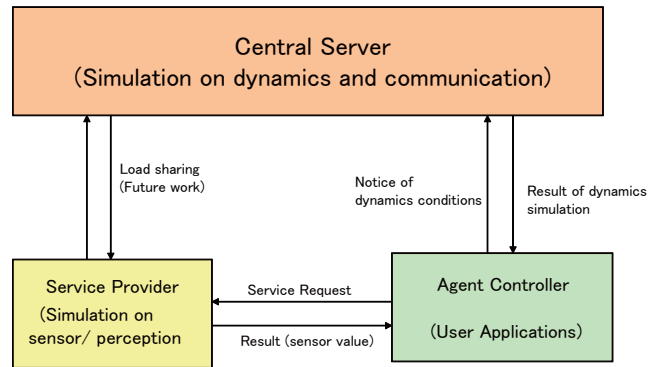 Central Server
(Simulation on dynamics and communication)
Load sharing
(Future work)
Notice of
dynamics conditions
Result of dynamics
simulation
Service Provider
(Simulation on
sensor/ perception
Service Request
Result (sensor value)
Agent Controller
(User Applications)